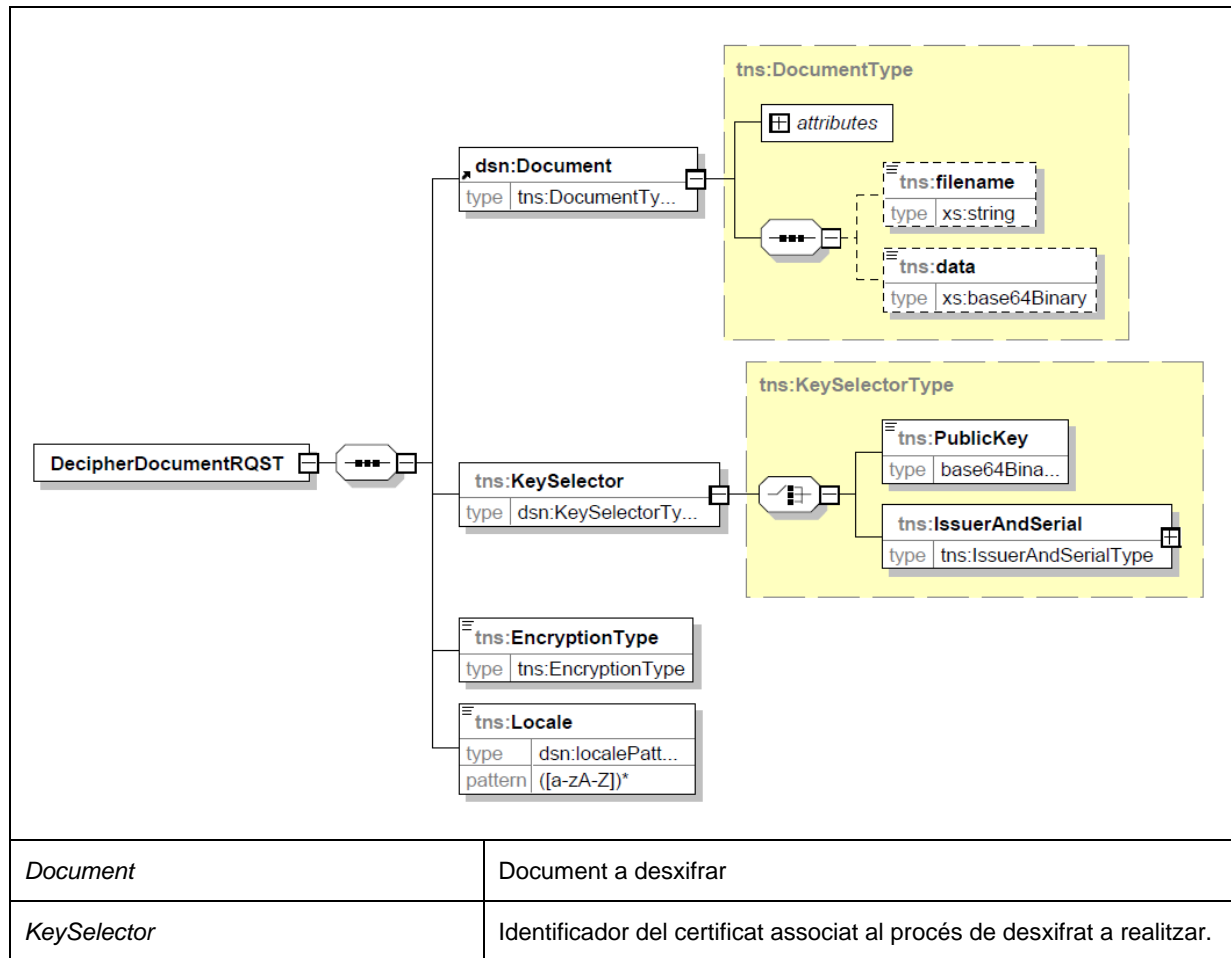 tns:DocumentType
attributes
dsn:Document
type tns:DocumentTy...
tns:filename
type xs:string
tns:data
type xs:base64Binary
tns:KeySelectorType
tns:PublicKey
type base64Bina...
DecipherDocumentRQST
tns:KeySelector
type dsn:KeySelectorTy...
tns:IssuerAndSerial
type tns:IssuerAndSerialType
tns:EncryptionType
type tns:EncryptionType
tns:Locale
type dsn:localePatt...
pattern ([a-zA-Z])*
Document Document a desxifrar
KeySelector Identificador del certificat associat al procés de desxifrat a realitzar.